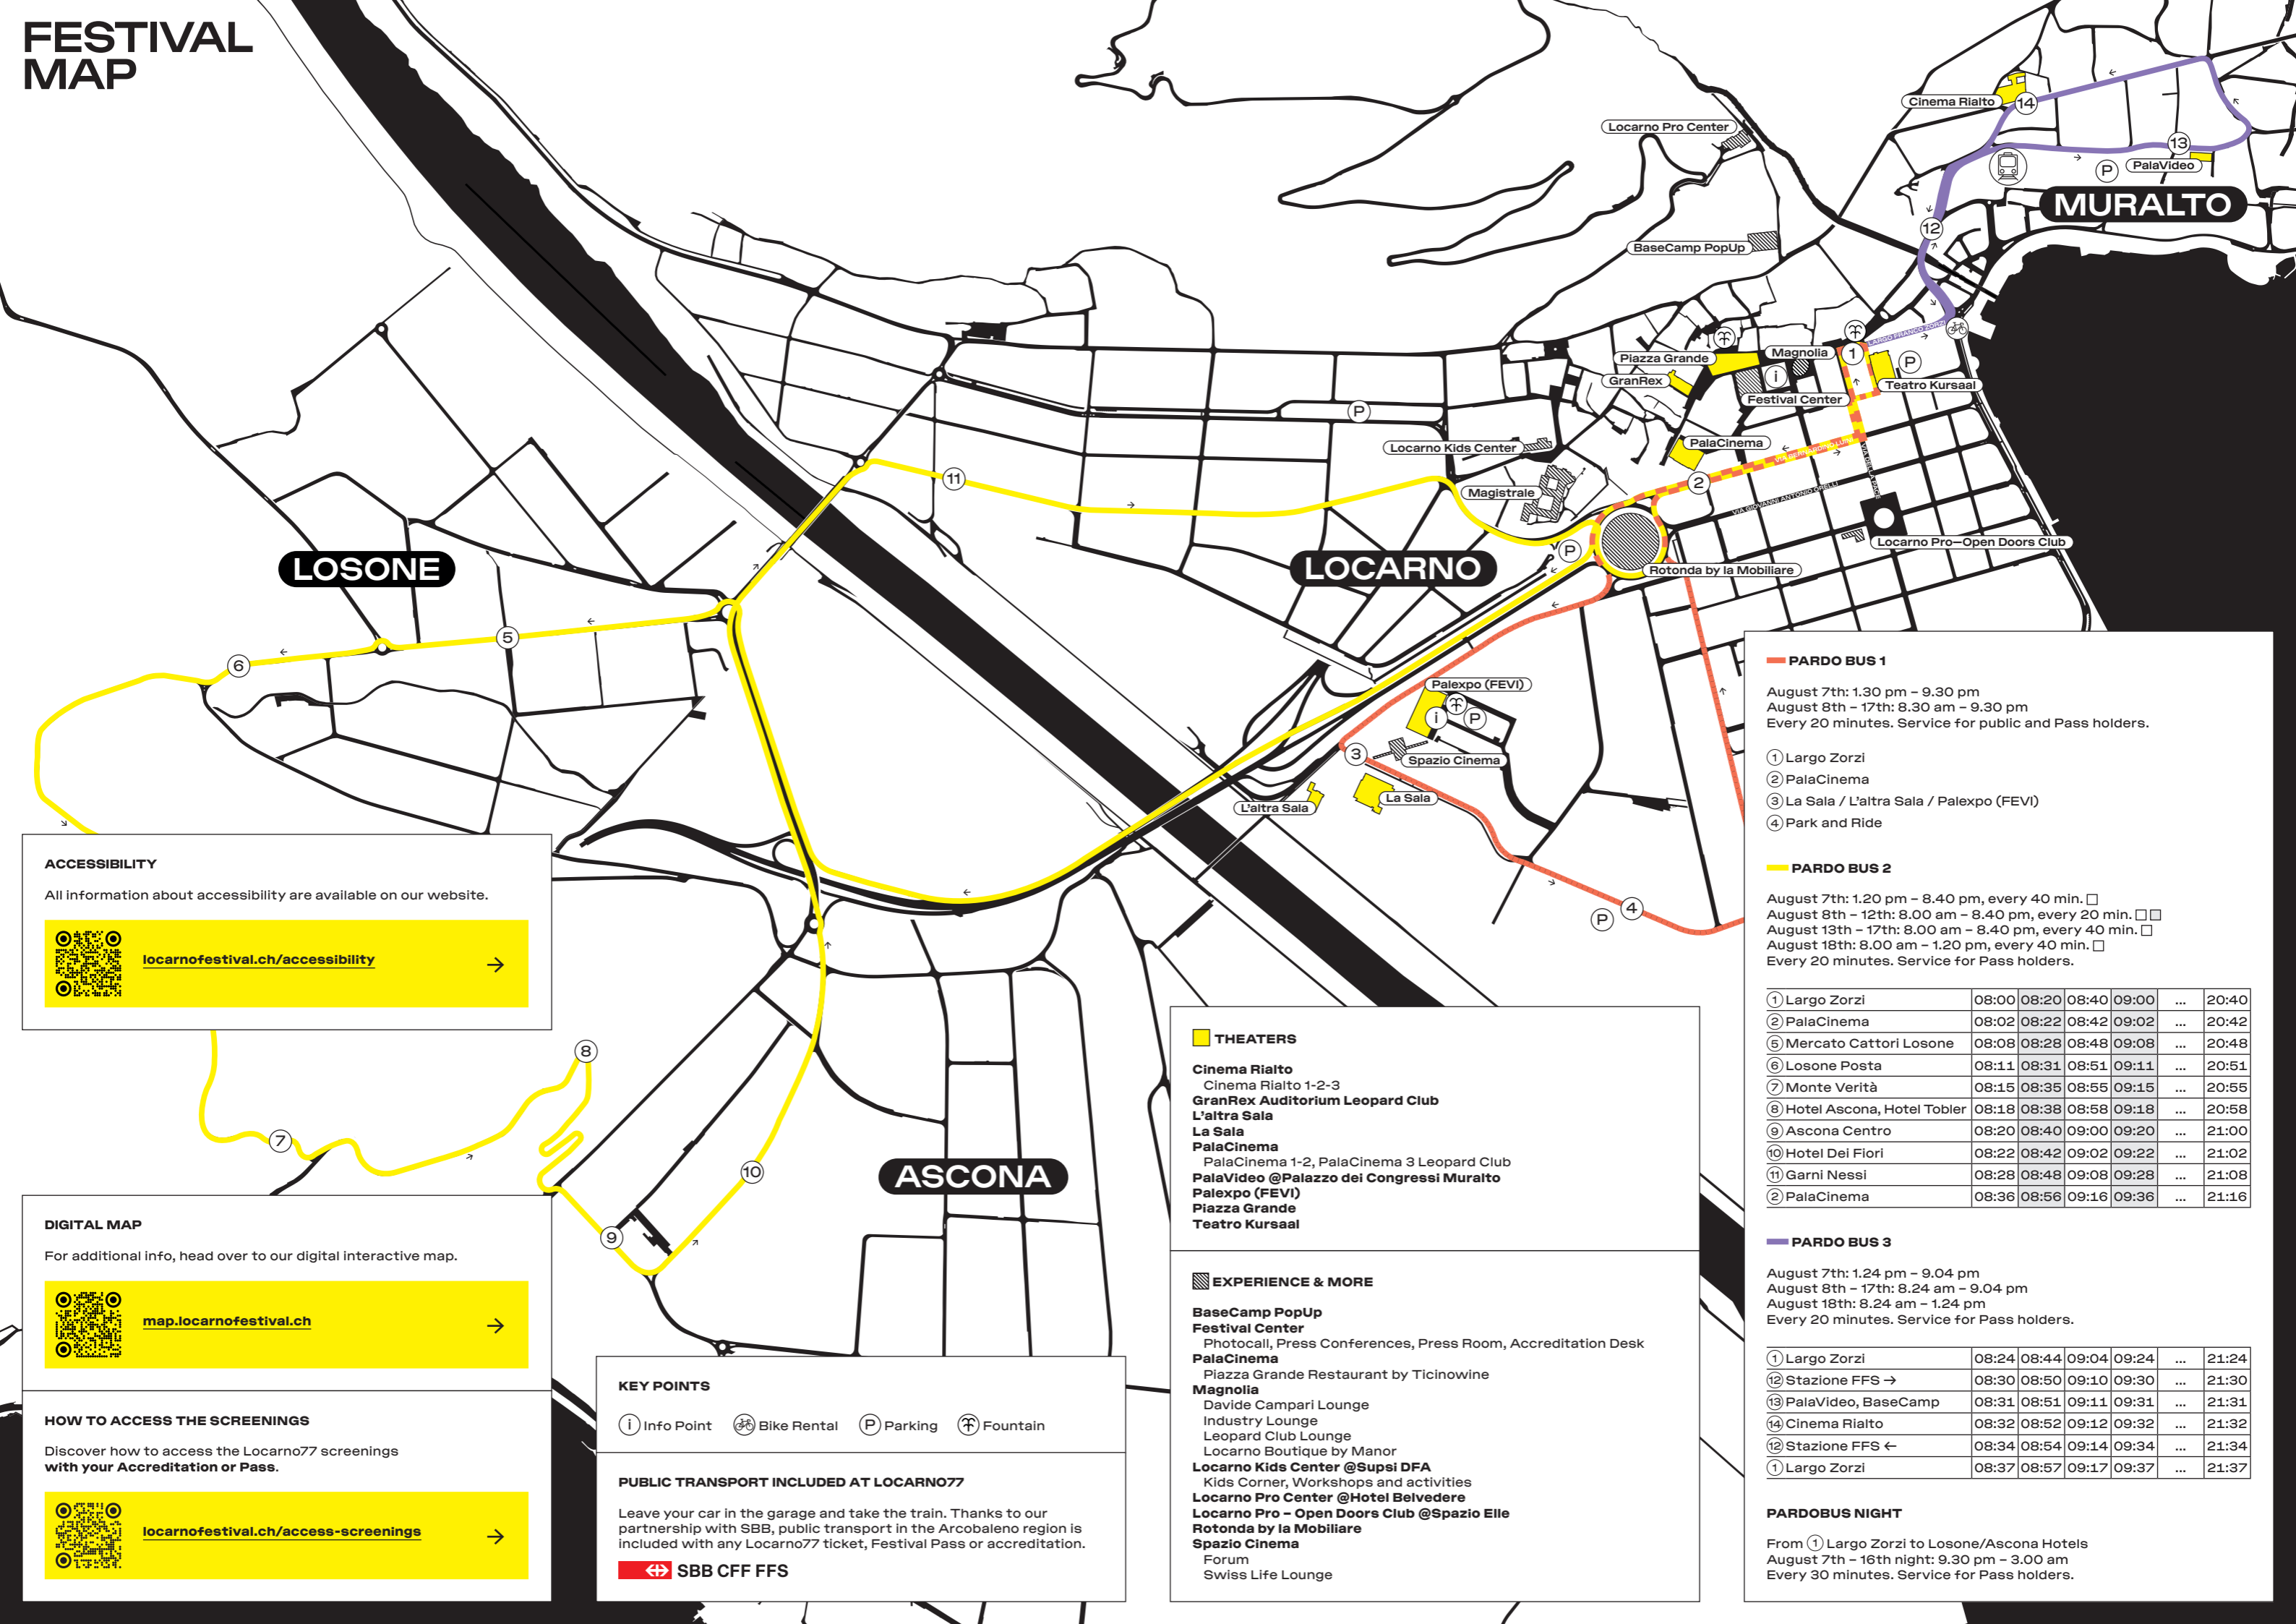 FESTIVAL
MAP
Cinema Rialto
14
Locarno Pro Center
13
P
PalaVideo
MURALTO
12
BaseCamp PopUp
LARGO FRANCO ZORZI
Piazza Grande
Magnolia
1
P
GranRex
i
Teatro Kursaal
Festival Center
P
Locarno Kids Center
PalaCinema
11
Magistrale
2
VIA GIOVANNI ANTONIO ORELLI
VIA DELLA PACE
P
Locarno Pro–Open Doors Club
LOSONE
LOCARNO
Rotonda by la Mobiliare
5
6
Palexpo (FEVI)
i
P
3
Spazio Cinema
La Sala
L'altra Sala
P
4
8
7
10
ASCONA
9
ACCESSIBILITY
All information about accessibility are available on our website.
locarnofestival.ch/accessibility
DIGITAL MAP
For additional info, head over to our digital interactive map.
map.locarnofestival.ch
HOW TO ACCESS THE SCREENINGS
Discover how to access the Locarno77 screenings
with your Accreditation or Pass.
locarnofestival.ch/access-screenings
KEY POINTS
i Info Point Bike Rental P Parking Fountain
PUBLIC TRANSPORT INCLUDED AT LOCARNO77
Leave your car in the garage and take the train. Thanks to our
partnership with SBB, public transport in the Arcobaleno region is
included with any Locarno77 ticket, Festival Pass or accreditation.
SBB CFF FFS
THEATERS
Cinema Rialto
Cinema Rialto 1-2-3
GranRex Auditorium Leopard Club
L'altra Sala
La Sala
PalaCinema
PalaCinema 1-2, PalaCinema 3 Leopard Club
PalaVideo @Palazzo dei Congressi Muralto
Palexpo (FEVI)
Piazza Grande
Teatro Kursaal
EXPERIENCE & MORE
BaseCamp PopUp
Festival Center
Photocall, Press Conferences, Press Room, Accreditation Desk
PalaCinema
Piazza Grande Restaurant by Ticinowine
Magnolia
Davide Campari Lounge
Industry Lounge
Leopard Club Lounge
Locarno Boutique by Manor
Locarno Kids Center @Supsi DFA
Kids Corner, Workshops and activities
Locarno Pro Center @Hotel Belvedere
Locarno Pro – Open Doors Club @Spazio Elle
Rotonda by la Mobiliare
Spazio Cinema
Forum
Swiss Life Lounge
PARDO BUS 1
August 7th: 1.30 pm – 9.30 pm
August 8th – 17th: 8.30 am – 9.30 pm
Every 20 minutes. Service for public and Pass holders.
1 Largo Zorzi
2 PalaCinema
3 La Sala / L'altra Sala / Palexpo (FEVI)
4 Park and Ride
PARDO BUS 2
August 7th: 1.20 pm – 8.40 pm, every 40 min.
August 8th – 12th: 8.00 am – 8.40 pm, every 20 min.
August 13th – 17th: 8.00 am – 8.40 pm, every 40 min.
August 18th: 8.00 am – 1.20 pm, every 40 min.
Every 20 minutes. Service for Pass holders.
1 Largo Zorzi 08:00 08:20 08:40 09:00 ... 20:40
2 PalaCinema 08:02 08:22 08:42 09:02 ... 20:42
5 Mercato Cattori Losone 08:08 08:28 08:48 09:08 ... 20:48
6 Losone Posta 08:11 08:31 08:51 09:11 ... 20:51
7 Monte Verità 08:15 08:35 08:55 09:15 ... 20:55
8 Hotel Ascona, Hotel Tobler 08:18 08:38 08:58 09:18 ... 20:58
9 Ascona Centro 08:20 08:40 09:00 09:20 ... 21:00
10 Hotel Dei Fiori 08:22 08:42 09:02 09:22 ... 21:02
11 Garni Nessi 08:28 08:48 09:08 09:28 ... 21:08
2 PalaCinema 08:36 08:56 09:16 09:36 ... 21:16
PARDO BUS 3
August 7th: 1.24 pm – 9.04 pm
August 8th – 17th: 8.24 am – 9.04 pm
August 18th: 8.24 am – 1.24 pm
Every 20 minutes. Service for Pass holders.
1 Largo Zorzi 08:24 08:44 09:04 09:24 ... 21:24
12 Stazione FFS → 08:30 08:50 09:10 09:30 ... 21:30
13 PalaVideo, BaseCamp 08:31 08:51 09:11 09:31 ... 21:31
14 Cinema Rialto 08:32 08:52 09:12 09:32 ... 21:32
12 Stazione FFS ← 08:34 08:54 09:14 09:34 ... 21:34
1 Largo Zorzi 08:37 08:57 09:17 09:37 ... 21:37
PARDOBUS NIGHT
From 1 Largo Zorzi to Losone/Ascona Hotels
August 7th – 16th night: 9.30 pm – 3.00 am
Every 30 minutes. Service for Pass holders.